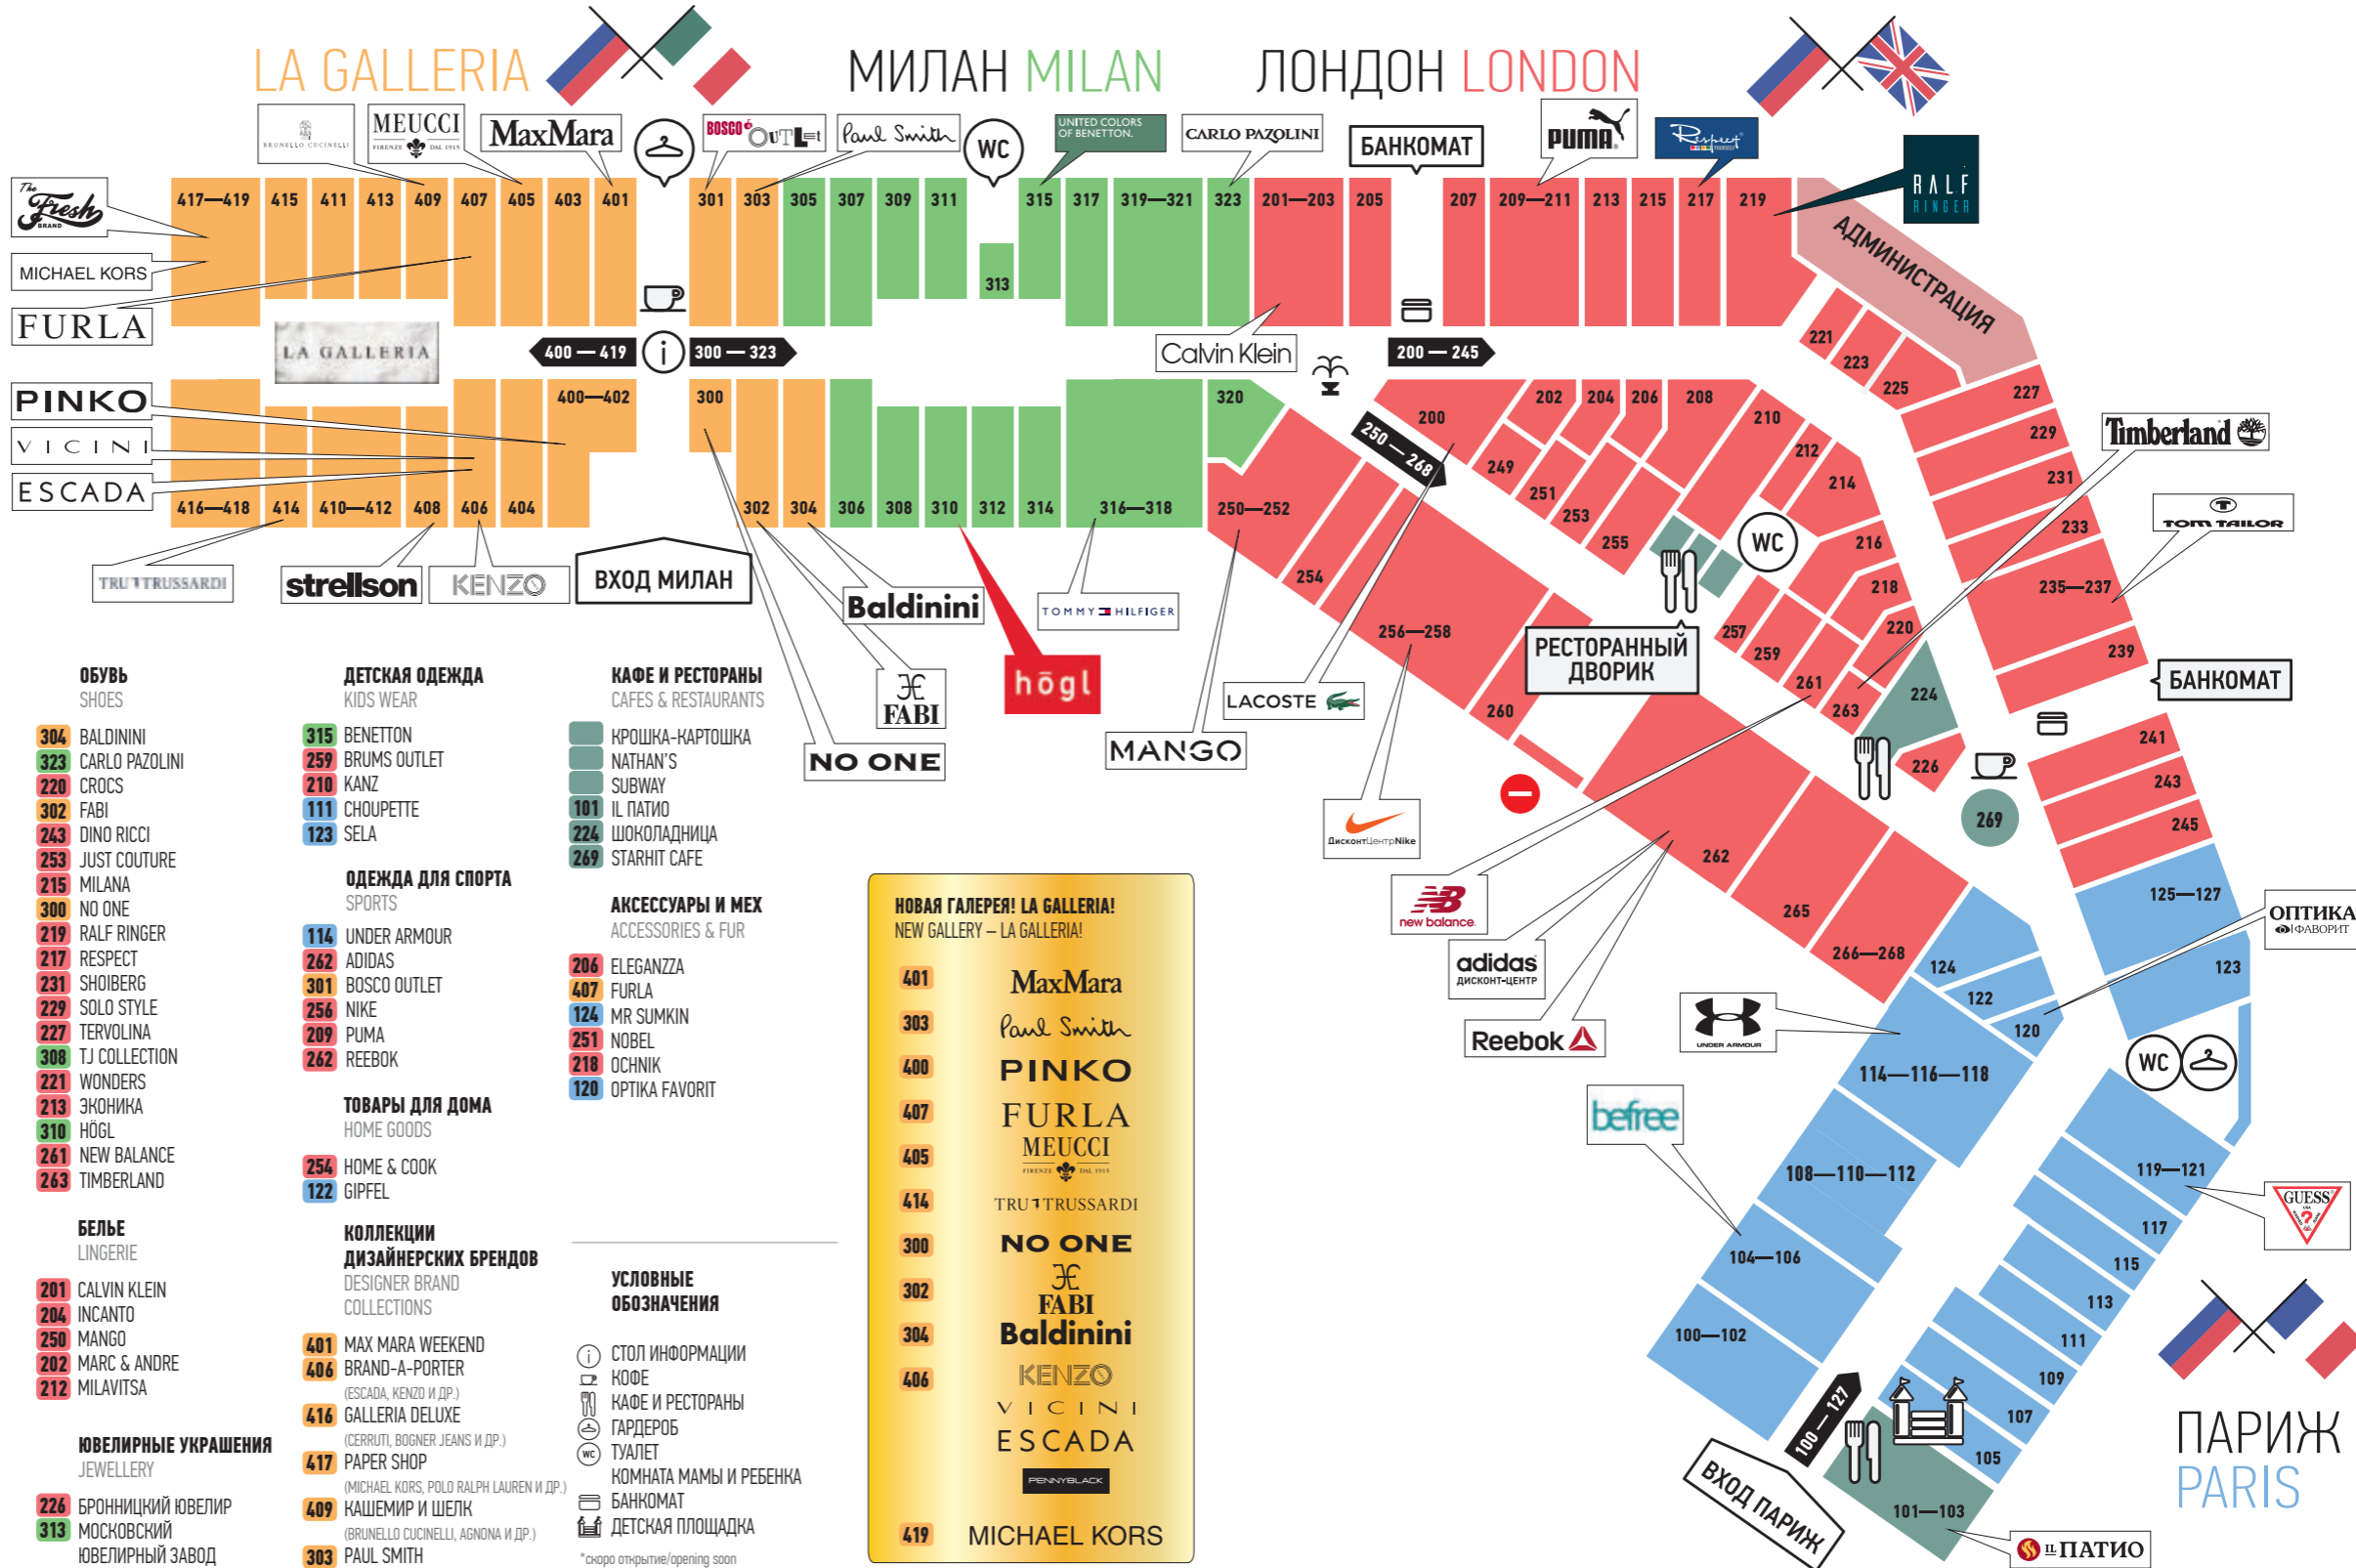 LA GALLERIA
МИЛАН MILAN
ЛОНДОН LONDON
BRUNELLO CUCINELLI
MEUCCI
FIRENZE DAL 1915
MaxMara
BOSCO OUTLET
Paul Smith
WC
UNITED COLORS
OF BENETTON.
CARLO PAZOLINI
БАНКОМАТ
PUMA
Respect
YOURSELF
RALF
RINGER
The
Fresh
BRAND
MICHAEL KORS
FURLA
417—419 415 411 413 409 407 405 403 401
301 303 305 307 309 311 313 315 317 319—321 323
201—203 205 207 209—211 213 215 217 219
АДМИНИСТРАЦИЯ
LA GALLERIA
400 — 419
i
300 — 323
Calvin Klein
200 — 245
221
223
225
227
229
231
233
235—237
239
PINKO
VICINI
ESCADA
400—402
416—418 414 410—412 408 406 404
300
302 304 306 308 310 312 314 316—318
320
250—252
250 — 268
200
202
204
206
208
210
212
214
216
218
220
224
226
249
251
253
255
WC
257
259
261
263
254
256—258
260
262
265
266—268
Timberland
TOM TAILOR
TRU TRUSSARDI
strellson
KENZO
ВХОД МИЛАН
Baldinini
FABI
NO ONE
högl
TOMMY HILFIGER
MANGO
LACOSTE
РЕСТОРАННЫЙ
ДВОРИК
БАНКОМАТ
241
243
245
269
ДисконтЦентрNike
new balance
adidas
ДИСКОНТ-ЦЕНТР
Reebok
UNDER ARMOUR
befree
125—127
ОПТИКА
ФАВОРИТ
123
124
122
120
WC
114—116—118
108—110—112
104—106
100—102
119—121
117
115
113
111
109
107
105
GUESS
?
100 — 127
ВХОД ПАРИЖ
101—103
IL ПАТИО
ПАРИЖ
PARIS
ОБУВЬ
SHOES
304 BALDININI
323 CARLO PAZOLINI
220 CROCS
302 FABI
243 DINO RICCI
253 JUST COUTURE
215 MILANA
300 NO ONE
219 RALF RINGER
217 RESPECT
231 SHOIBERG
229 SOLO STYLE
227 TERVOLINA
308 TJ COLLECTION
221 WONDERS
213 ЭКОНИКА
310 HÖGL
261 NEW BALANCE
263 TIMBERLAND
БЕЛЬЕ
LINGERIE
201 CALVIN KLEIN
204 INCANTO
250 MANGO
202 MARC & ANDRE
212 MILAVITSA
ЮВЕЛИРНЫЕ УКРАШЕНИЯ
JEWELLERY
226 БРОННИЦКИЙ ЮВЕЛИР
313 МОСКОВСКИЙ
ЮВЕЛИРНЫЙ ЗАВОД
ДЕТСКАЯ ОДЕЖДА
KIDS WEAR
315 BENETTON
259 BRUMS OUTLET
210 KANZ
111 CHOUPETTE
123 SELA
ОДЕЖДА ДЛЯ СПОРТА
SPORTS
114 UNDER ARMOUR
262 ADIDAS
301 BOSCO OUTLET
256 NIKE
209 PUMA
262 REEBOK
ТОВАРЫ ДЛЯ ДОМА
HOME GOODS
254 HOME & COOK
122 GIPFEL
КОЛЛЕКЦИИ
ДИЗАЙНЕРСКИХ БРЕНДОВ
DESIGNER BRAND
COLLECTIONS
401 MAX MARA WEEKEND
406 BRAND-A-PORTER
(ESCADA, KENZO И ДР.)
416 GALLERIA DELUXE
(CERRUTI, BOGNER JEANS И ДР.)
417 PAPER SHOP
(MICHAEL KORS, POLO RALPH LAUREN И ДР.)
409 КАШЕМИР И ШЕЛК
(BRUNELLO CUCINELLI, AGNONA И ДР.)
303 PAUL SMITH
КАФЕ И РЕСТОРАНЫ
CAFES & RESTAURANTS
КРОШКА-КАРТОШКА
NATHAN'S
SUBWAY
101 IL ПАТИО
224 ШОКОЛАДНИЦА
269 STARHIT CAFE
АКСЕССУАРЫ И МЕХ
ACCESSORIES & FUR
206 ELEGANZZA
407 FURLA
124 MR SUMKIN
251 NOBEL
218 OCHNIK
120 OPTIKA FAVORIT
УСЛОВНЫЕ
ОБОЗНАЧЕНИЯ
i СТОЛ ИНФОРМАЦИИ
КОФЕ
КАФЕ И РЕСТОРАНЫ
ГАРДЕРОБ
WC ТУАЛЕТ
КОМНАТА МАМЫ И РЕБЕНКА
БАНКОМАТ
ДЕТСКАЯ ПЛОЩАДКА
*скоро открытие/opening soon
НОВАЯ ГАЛЕРЕЯ! LA GALLERIA!
NEW GALLERY – LA GALLERIA!
401 MaxMara
303 Paul Smith
400 PINKO
407 FURLA
405 MEUCCI
FIRENZE DAL 1915
414 TRU TRUSSARDI
300 NO ONE
302 FABI
304 Baldinini
406 KENZO
VICINI
ESCADA
PENNYBLACK
419 MICHAEL KORS